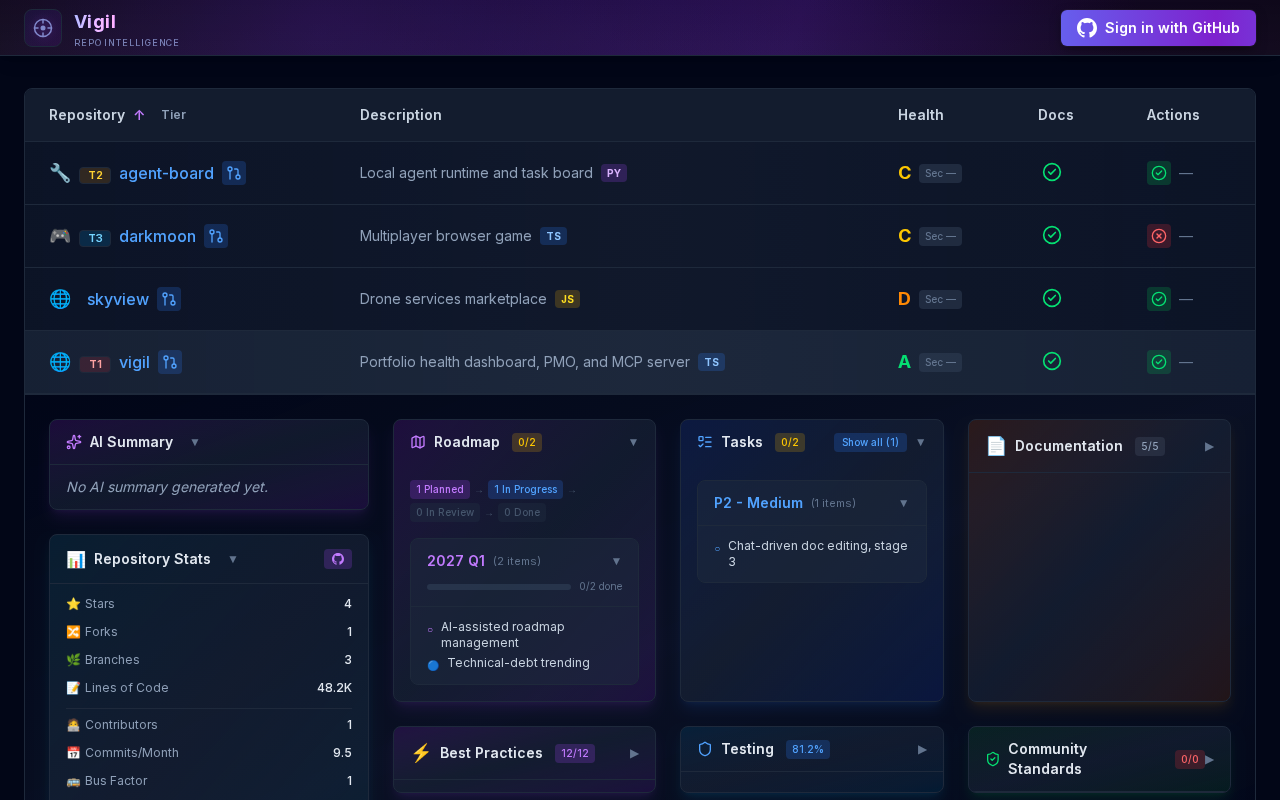 Vigil
REPO INTELLIGENCE
Sign in with GitHub
Repository ↑ Tier Description Health Docs Actions
T2 agent-board Local agent runtime and task board PY C Sec — —
T3 darkmoon Multiplayer browser game TS C Sec — —
skyview Drone services marketplace JS D Sec — —
T1 vigil Portfolio health dashboard, PMO, and MCP server TS A Sec — —
AI Summary ▼
No AI summary generated yet.
Repository Stats ▼
Stars 4
Forks 1
Branches 3
Lines of Code 48.2K
Contributors 1
Commits/Month 9.5
Bus Factor 1
Roadmap 0/2 ▼
1 Planned → 1 In Progress →
0 In Review → 0 Done
2027 Q1 (2 items) ▼
0/2 done
AI-assisted roadmap
management
Technical-debt trending
Tasks 0/2 Show all (1) ▼
P2 - Medium (1 items) ▼
Chat-driven doc editing, stage
3
Documentation 5/5 ▶
Best Practices 12/12 ▶
Testing 81.2% ▶
Community
Standards 0/0 ▶